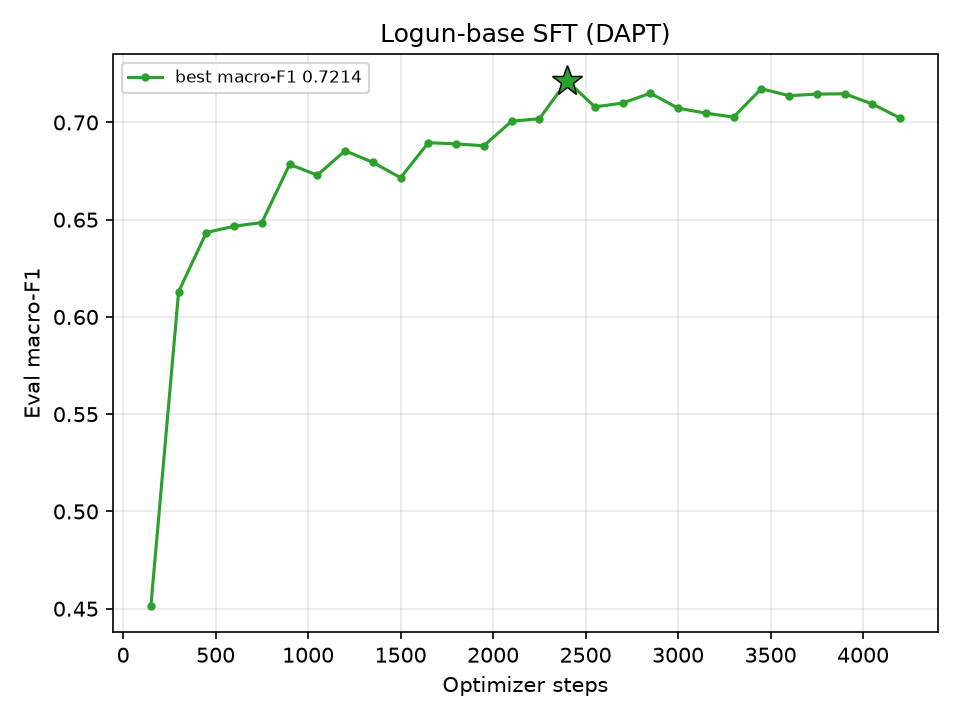 Logun-base SFT (DAPT)
best macro-F1 0.7214
Eval macro-F1
0.70
0.65
0.60
0.55
0.50
0.45
0 500 1000 1500 2000 2500 3000 3500 4000
Optimizer steps